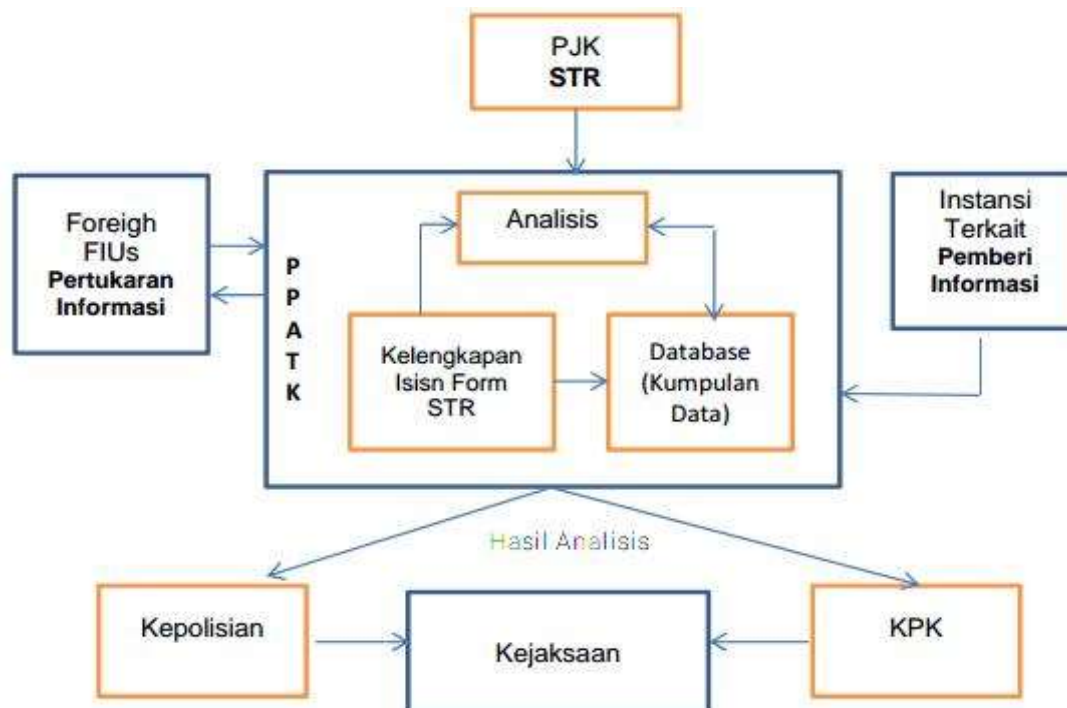 PJK
STR
Foreigh
FIUs
Pertukaran
Informasi
P
P
A
T
K
Analisis
Kelengkapan
Isisn Form
STR
Database
(Kumpulan
Data)
Instansi
Terkait
Pemberi
Informasi
Hasil Analisis
Kepolisian
Kejaksaan
KPK